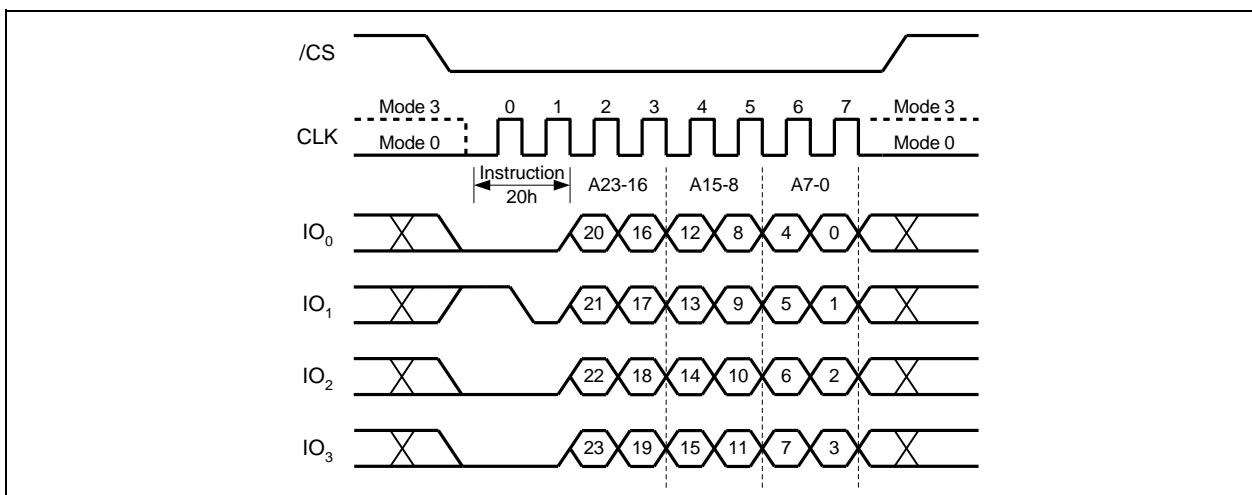 /CS
Mode 3 0 1 2 3 4 5 6 7 Mode 3
CLK
Mode 0 Mode 0
Instruction A23-16 A15-8 A7-0
20h
IO0 20 16 12 8 4 0
IO1 21 17 13 9 5 1
IO2 22 18 14 10 6 2
IO3 23 19 15 11 7 3